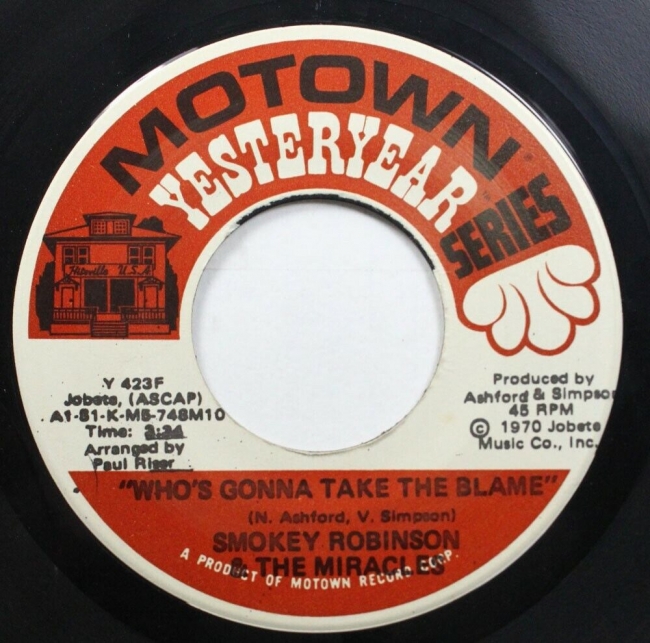 MOTOWN
YESTERYEAR
SERIES
Hitsville U.S.A.
Y 423F
Jobete, (ASCAP)
A1-S1-K-M5-748M10
Time: 3:34
Arranged by
Paul Riser
Produced by
Ashford & Simpson
45 RPM
© 1970 Jobete
Music Co., Inc.
"WHO'S GONNA TAKE THE BLAME"
(N. Ashford, V. Simpson)
SMOKEY ROBINSON
& THE MIRACLES
A PRODUCT OF MOTOWN RECORD CORP.